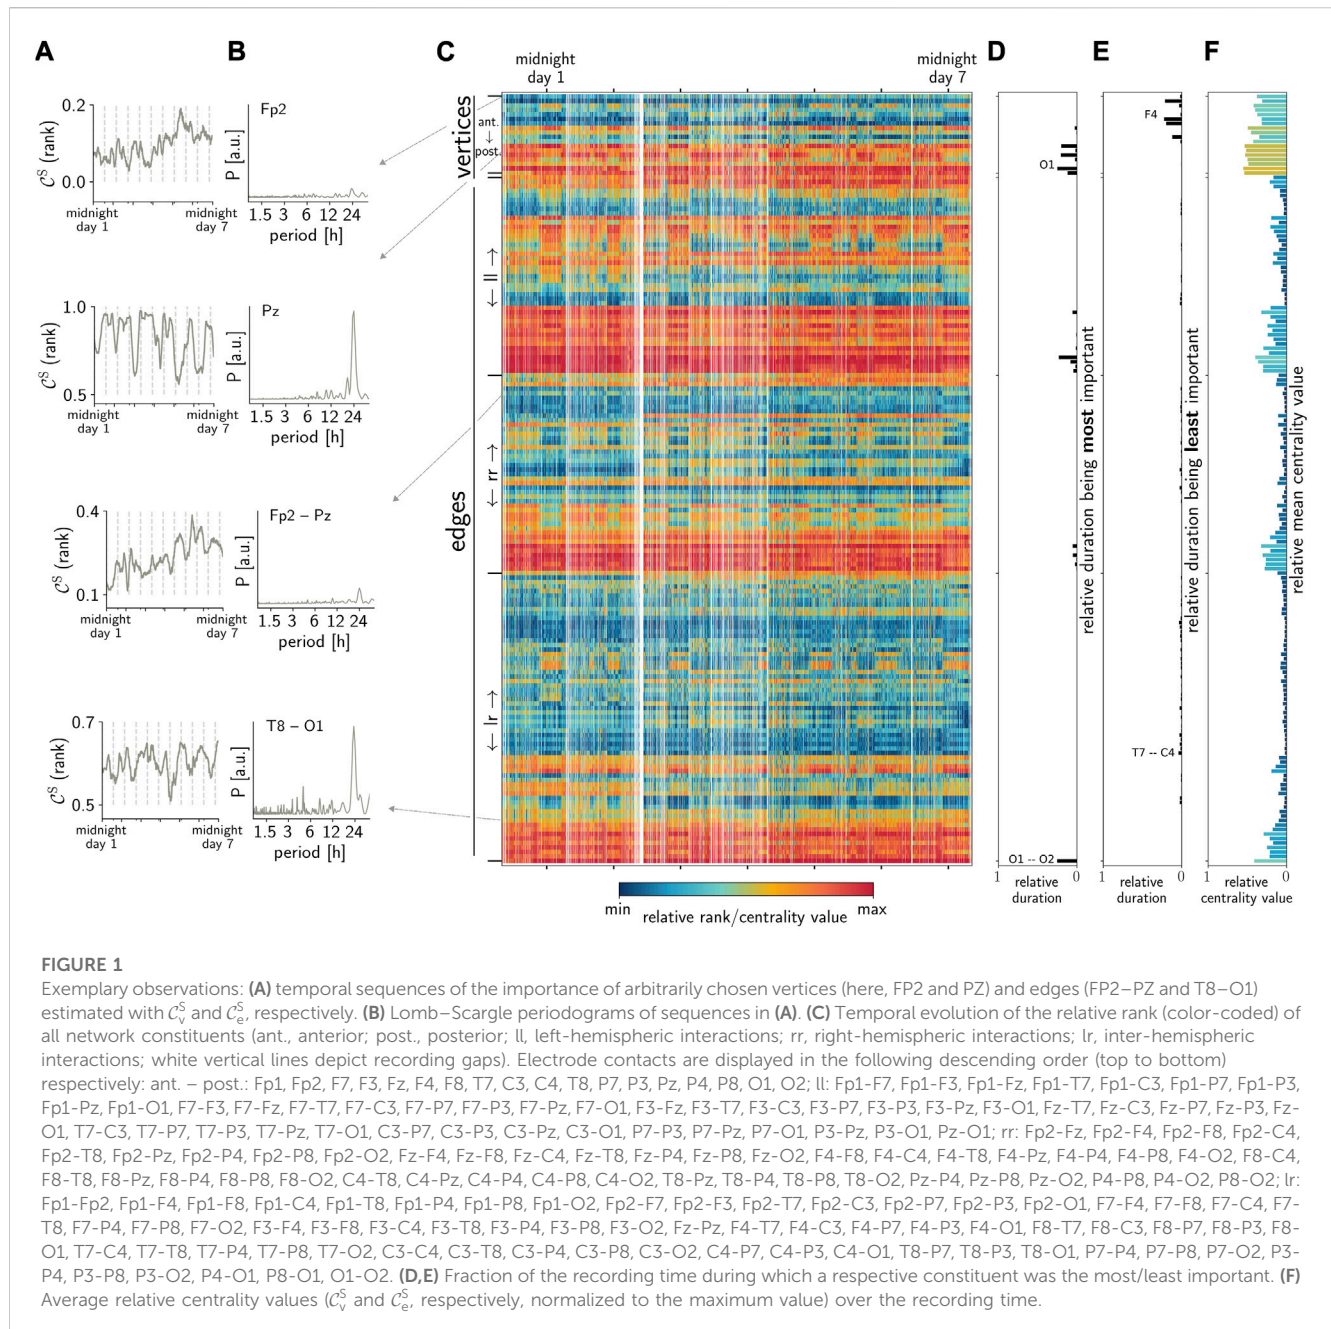 A
B
C
D
E
F
midnight
day 1
midnight
day 7
0.2
0.0
𝒞ˢ (rank)
midnight
day 1
midnight
day 7
P [a.u.]
Fp2
1.5 3 6 12 24
period [h]
1.0
0.5
𝒞ˢ (rank)
midnight
day 1
midnight
day 7
P [a.u.]
Pz
1.5 3 6 12 24
period [h]
0.4
0.1
𝒞ˢ (rank)
midnight
day 1
midnight
day 7
P [a.u.]
Fp2 – Pz
1.5 3 6 12 24
period [h]
0.7
0.5
𝒞ˢ (rank)
midnight
day 1
midnight
day 7
P [a.u.]
T8 – O1
1.5 3 6 12 24
period [h]
vertices
ant.
↓
post.
edges
↑
ll
↓
↑
rr
↓
↑
lr
↓
min
max
relative rank/centrality value
O1
O1 -- O2
1 0
relative
duration
relative duration being most important
F4
T7 -- C4
1 0
relative
duration
relative duration being least important
1 0
relative
centrality value
relative mean centrality value
FIGURE 1
Exemplary observations: (A) temporal sequences of the importance of arbitrarily chosen vertices (here, FP2 and PZ) and edges (FP2–PZ and T8–O1)
estimated with 𝒞ᵥˢ and 𝒞ₑˢ, respectively. (B) Lomb–Scargle periodograms of sequences in (A). (C) Temporal evolution of the relative rank (color-coded) of
all network constituents (ant., anterior; post., posterior; ll, left-hemispheric interactions; rr, right-hemispheric interactions; lr, inter-hemispheric
interactions; white vertical lines depict recording gaps). Electrode contacts are displayed in the following descending order (top to bottom)
respectively: ant. – post.: Fp1, Fp2, F7, F3, Fz, F4, F8, T7, C3, C4, T8, P7, P3, Pz, P4, P8, O1, O2; ll: Fp1-F7, Fp1-F3, Fp1-Fz, Fp1-T7, Fp1-C3, Fp1-P7, Fp1-P3,
Fp1-Pz, Fp1-O1, F7-F3, F7-Fz, F7-T7, F7-C3, F7-P7, F7-P3, F7-Pz, F7-O1, F3-Fz, F3-T7, F3-C3, F3-P7, F3-P3, F3-Pz, F3-O1, Fz-T7, Fz-C3, Fz-P7, Fz-P3, Fz-
O1, T7-C3, T7-P7, T7-P3, T7-Pz, T7-O1, C3-P7, C3-P3, C3-Pz, C3-O1, P7-P3, P7-Pz, P7-O1, P3-Pz, P3-O1, Pz-O1; rr: Fp2-Fz, Fp2-F4, Fp2-F8, Fp2-C4,
Fp2-T8, Fp2-Pz, Fp2-P4, Fp2-P8, Fp2-O2, Fz-F4, Fz-F8, Fz-C4, Fz-T8, Fz-P4, Fz-P8, Fz-O2, F4-F8, F4-C4, F4-T8, F4-Pz, F4-P4, F4-P8, F4-O2, F8-C4,
F8-T8, F8-Pz, F8-P4, F8-P8, F8-O2, C4-T8, C4-Pz, C4-P4, C4-P8, C4-O2, T8-Pz, T8-P4, T8-P8, T8-O2, Pz-P4, Pz-P8, Pz-O2, P4-P8, P4-O2, P8-O2; lr:
Fp1-Fp2, Fp1-F4, Fp1-F8, Fp1-C4, Fp1-T8, Fp1-P4, Fp1-P8, Fp1-O2, Fp2-F7, Fp2-F3, Fp2-T7, Fp2-C3, Fp2-P7, Fp2-P3, Fp2-O1, F7-F4, F7-F8, F7-C4, F7-
T8, F7-P4, F7-P8, F7-O2, F3-F4, F3-F8, F3-C4, F3-T8, F3-P4, F3-P8, F3-O2, Fz-Pz, F4-T7, F4-C3, F4-P7, F4-P3, F4-O1, F8-T7, F8-C3, F8-P7, F8-P3, F8-
O1, T7-C4, T7-T8, T7-P4, T7-P8, T7-O2, C3-C4, C3-T8, C3-P4, C3-P8, C3-O2, C4-P7, C4-P3, C4-O1, T8-P7, T8-P3, T8-O1, P7-P4, P7-P8, P7-O2, P3-
P4, P3-P8, P3-O2, P4-O1, P8-O1, O1-O2. (D,E) Fraction of the recording time during which a respective constituent was the most/least important. (F)
Average relative centrality values (𝒞ᵥˢ and 𝒞ₑˢ, respectively, normalized to the maximum value) over the recording time.